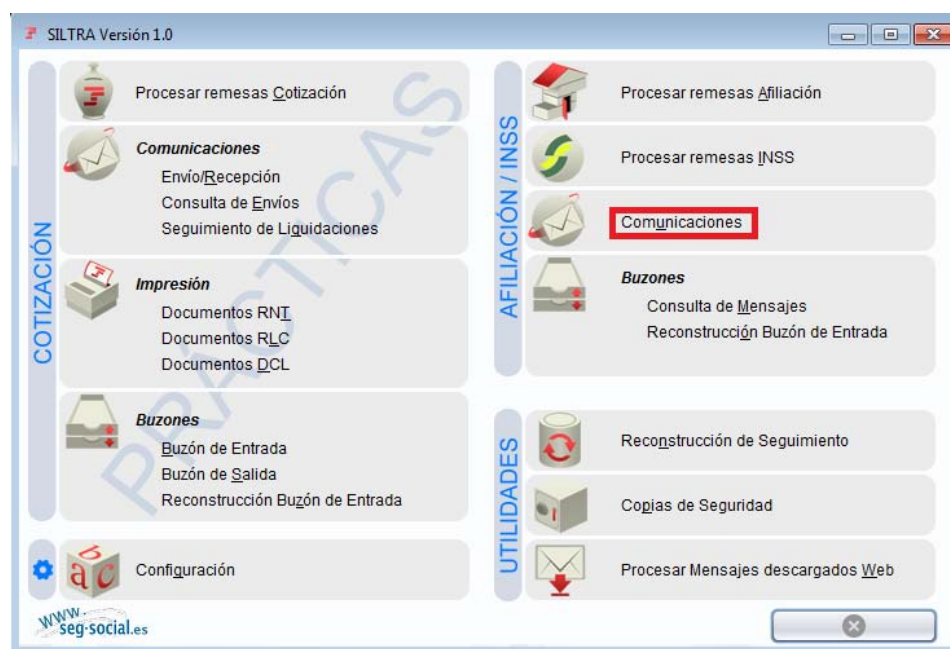 SILTRA Versión 1.0
COTIZACIÓN
Procesar remesas Cotización
Comunicaciones
Envío/Recepción
Consulta de Envíos
Seguimiento de Liquidaciones
Impresión
Documentos RNT
Documentos RLC
Documentos DCL
Buzones
Buzón de Entrada
Buzón de Salida
Reconstrucción Buzón de Entrada
abc
Configuración
www.
seg-social.es
PRÁCTICAS
AFILIACIÓN / INSS
Procesar remesas Afiliación
Procesar remesas INSS
Comunicaciones
Buzones
Consulta de Mensajes
Reconstrucción Buzón de Entrada
UTILIDADES
Reconstrucción de Seguimiento
Copias de Seguridad
Procesar Mensajes descargados Web